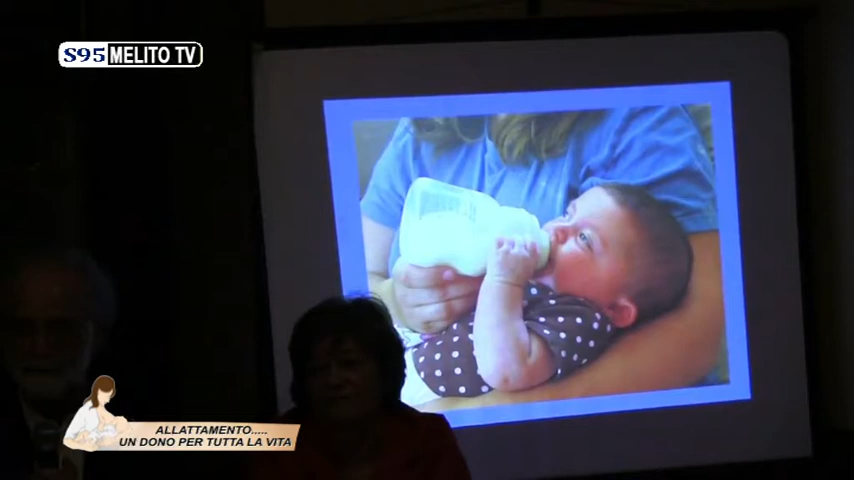 S95 MELITO TV
ALLATTAMENTO.....
UN DONO PER TUTTA LA VITA